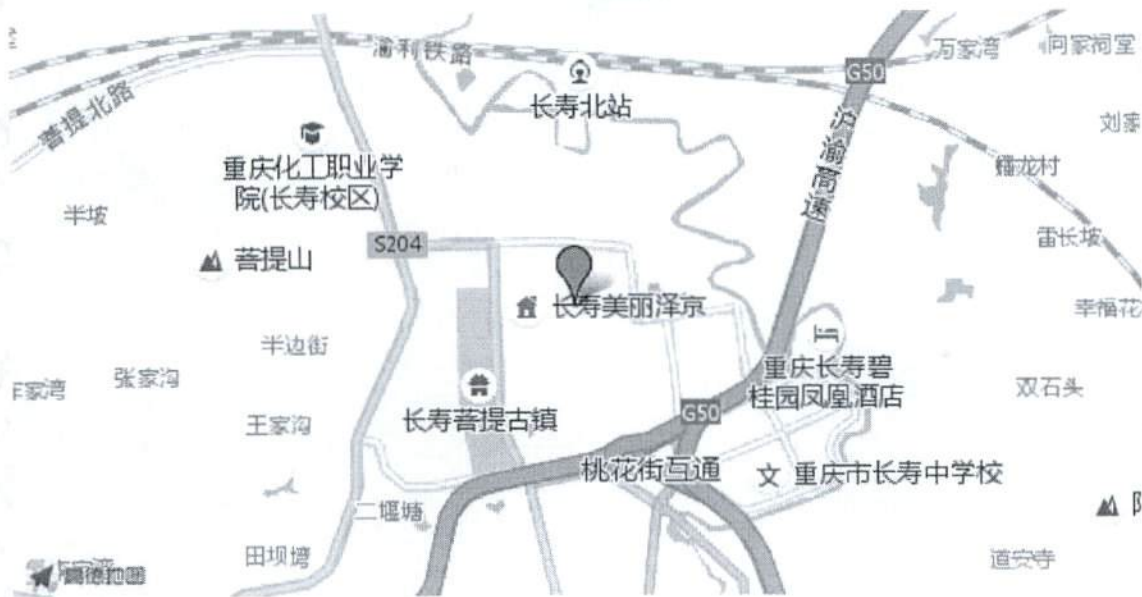 渝利铁路
万家湾
向家祠堂
G50
长寿北站
菩提北路
刘家
沪渝高速
重庆化工职业学
院(长寿校区)
蟠龙村
半坡
雷长坡
S204
菩提山
长寿美丽泽京
幸福花
半边街
重庆长寿碧
桂园凤凰酒店
张家沟
家湾
双石头
长寿菩提古镇
G50
王家沟
桃花街互通
文
重庆市长寿中学校
二堰塘
田坝塆
道安寺
高德地图